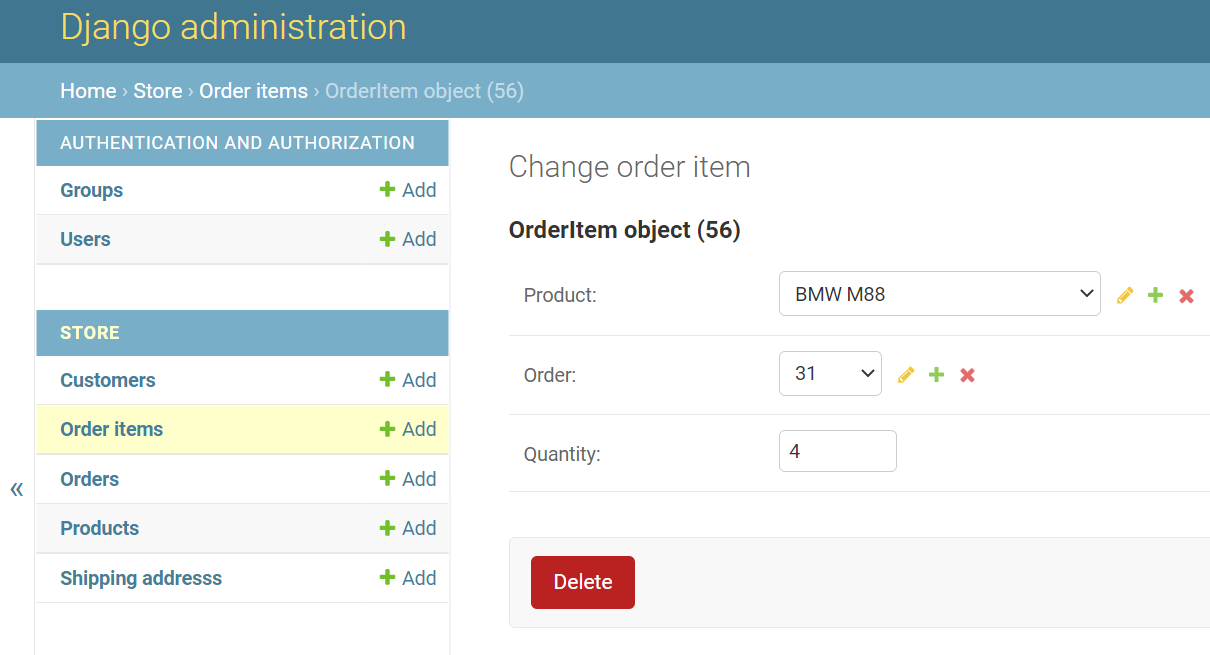 Django administration
Home › Store › Order items › OrderItem object (56)
AUTHENTICATION AND AUTHORIZATION
Groups Add
Users Add
STORE
Customers Add
Order items Add
Orders Add
Products Add
Shipping addresss Add
«
Change order item
OrderItem object (56)
Product: BMW M88
Order: 31
Quantity: 4
Delete